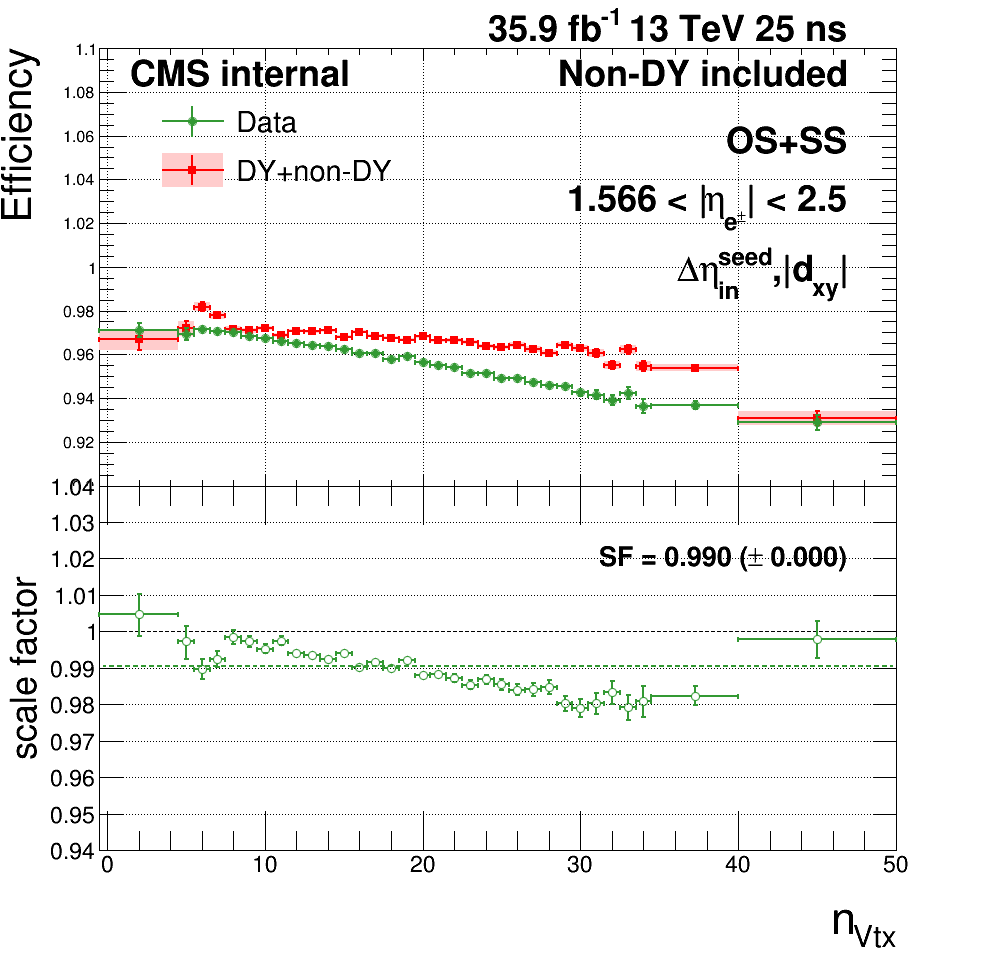 35.9 fb-1 13 TeV 25 ns
Efficiency
1.1
1.08
1.06
1.04
1.02
1
0.98
0.96
0.94
0.92
CMS internal
Data
DY+non-DY
Non-DY included
OS+SS
1.566 < |ηe±| < 2.5
Δηinseed,|dxy|
scale factor
1.04
1.03
1.02
1.01
1
0.99
0.98
0.97
0.96
0.95
0.94
SF = 0.990 (± 0.000)
0 10 20 30 40 50
nVtx